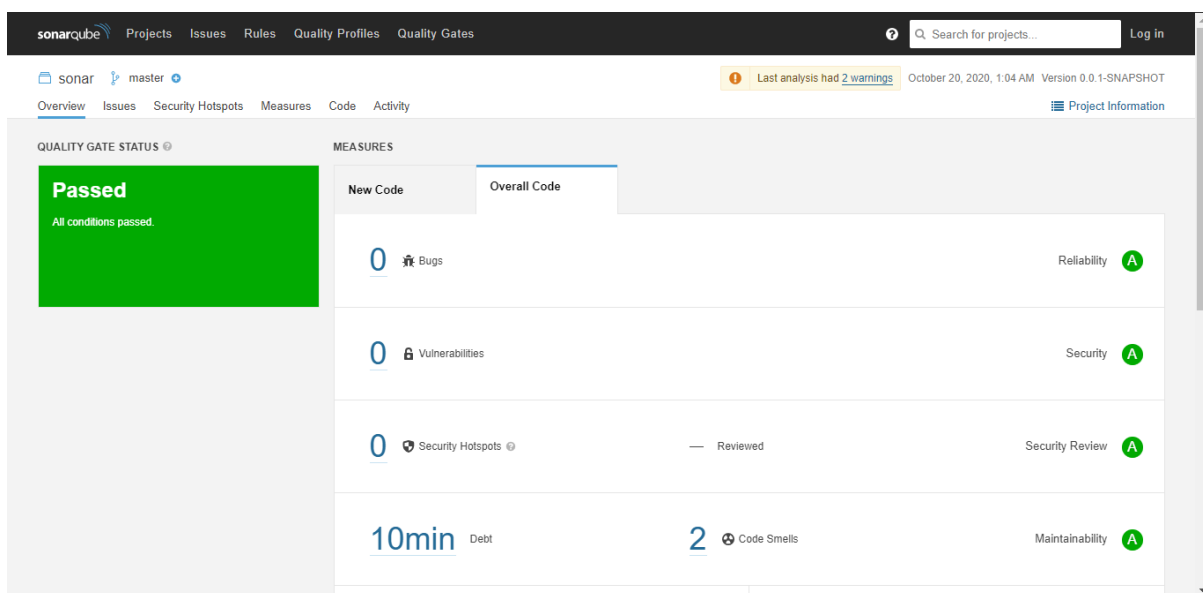 sonarqube Projects Issues Rules Quality Profiles Quality Gates ? Search for projects... Log in
sonar master Last analysis had 2 warnings October 20, 2020, 1:04 AM Version 0.0.1-SNAPSHOT
Overview Issues Security Hotspots Measures Code Activity Project Information
QUALITY GATE STATUS ? MEASURES
Passed
All conditions passed.
New Code Overall Code
0 Bugs Reliability A
0 Vulnerabilities Security A
0 Security Hotspots ? — Reviewed Security Review A
10min Debt 2 Code Smells Maintainability A